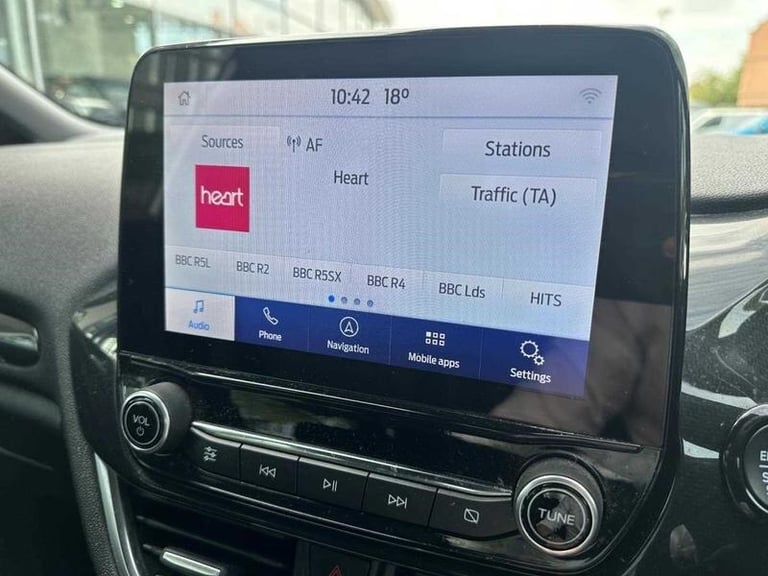 10:42 18°
Sources
AF
Stations
heart
Heart
Traffic (TA)
BBC R5L
BBC R2
BBC R5SX
BBC R4
BBC Lds
HITS
Audio
Phone
Navigation
Mobile apps
Settings
VOL
TUNE